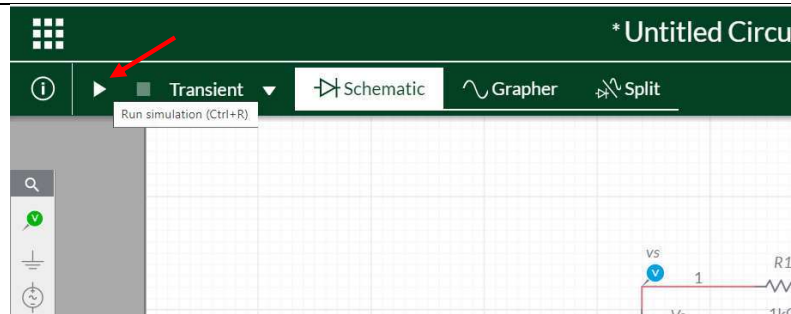 *Untitled Circu
Transient Schematic Grapher Split
Run simulation (Ctrl+R)
V
vs
V
1
R1